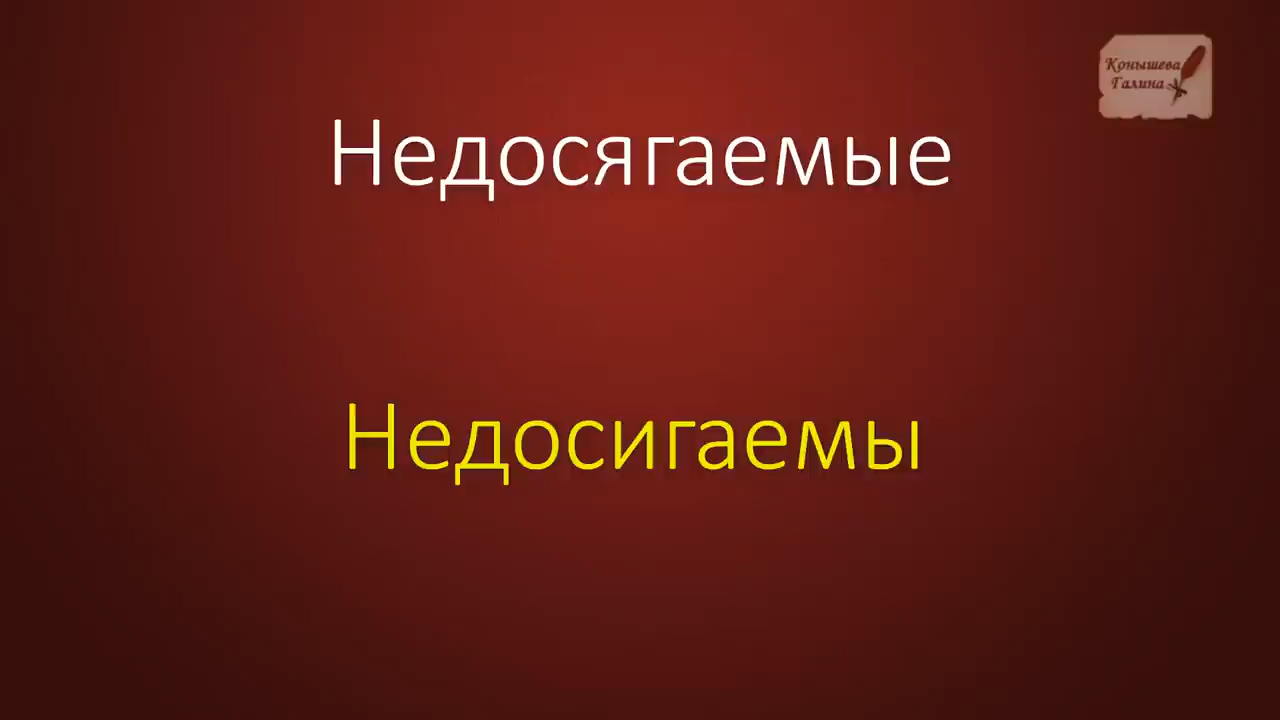 Конышева
Галина
Недосягаемые
Недосигаемы